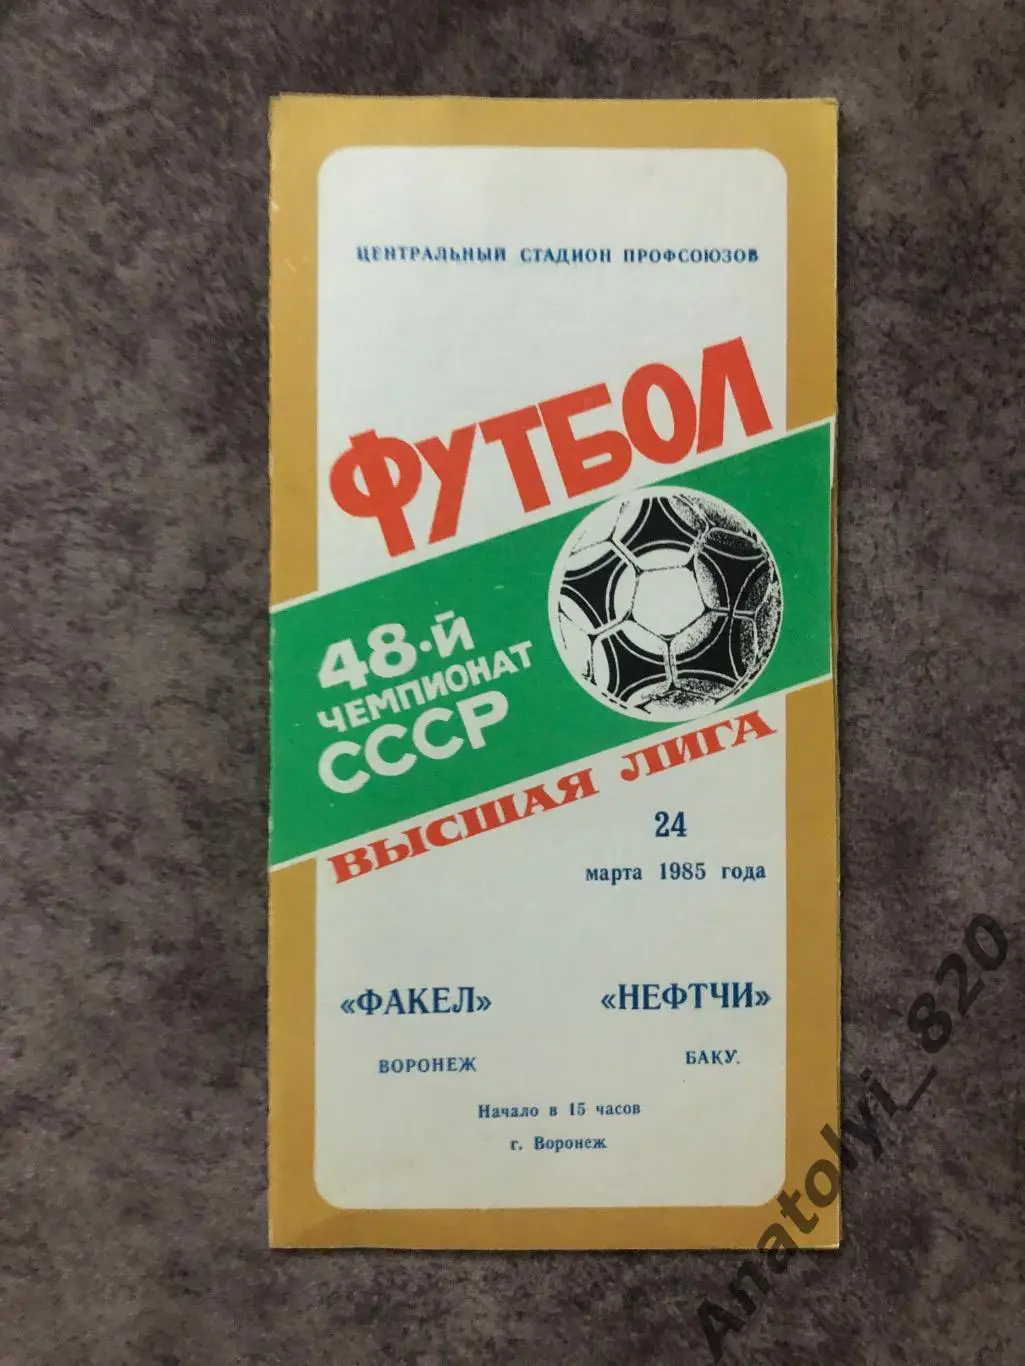 ЦЕНТРАЛЬНЫЙ СТАДИОН ПРОФСОЮЗОВ
ФУТБОЛ
48-й
ЧЕМПИОНАТ
СССР
ВЫСШАЯ ЛИГА
24
марта 1985 года
«ФАКЕЛ» «НЕФТЧИ»
ВОРОНЕЖ БАКУ.
Начало в 15 часов
г. Воронеж
Anatolyi_820